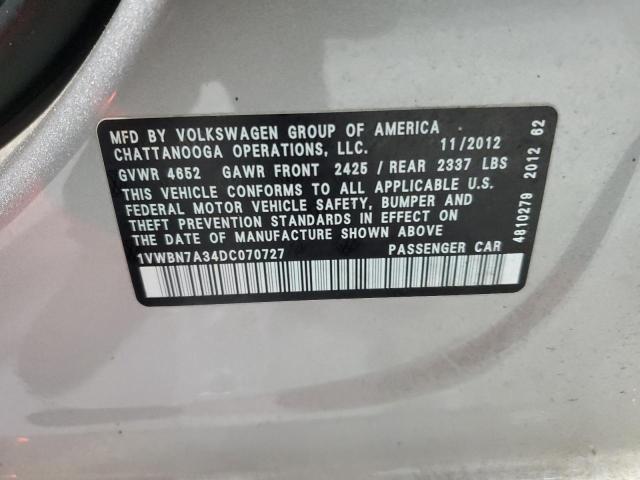 MFD BY VOLKSWAGEN GROUP OF AMERICA
CHATTANOOGA OPERATIONS, LLC. 11/2012
GVWR 4652 GAWR FRONT 2425 / REAR 2337 LBS
THIS VEHICLE CONFORMS TO ALL APPLICABLE U.S.
FEDERAL MOTOR VEHICLE SAFETY, BUMPER AND
THEFT PREVENTION STANDARDS IN EFFECT ON
THE DATE OF MANUFACTURE SHOWN ABOVE
1VWBN7A34DC070727 PASSENGER CAR
4810279 2012 62